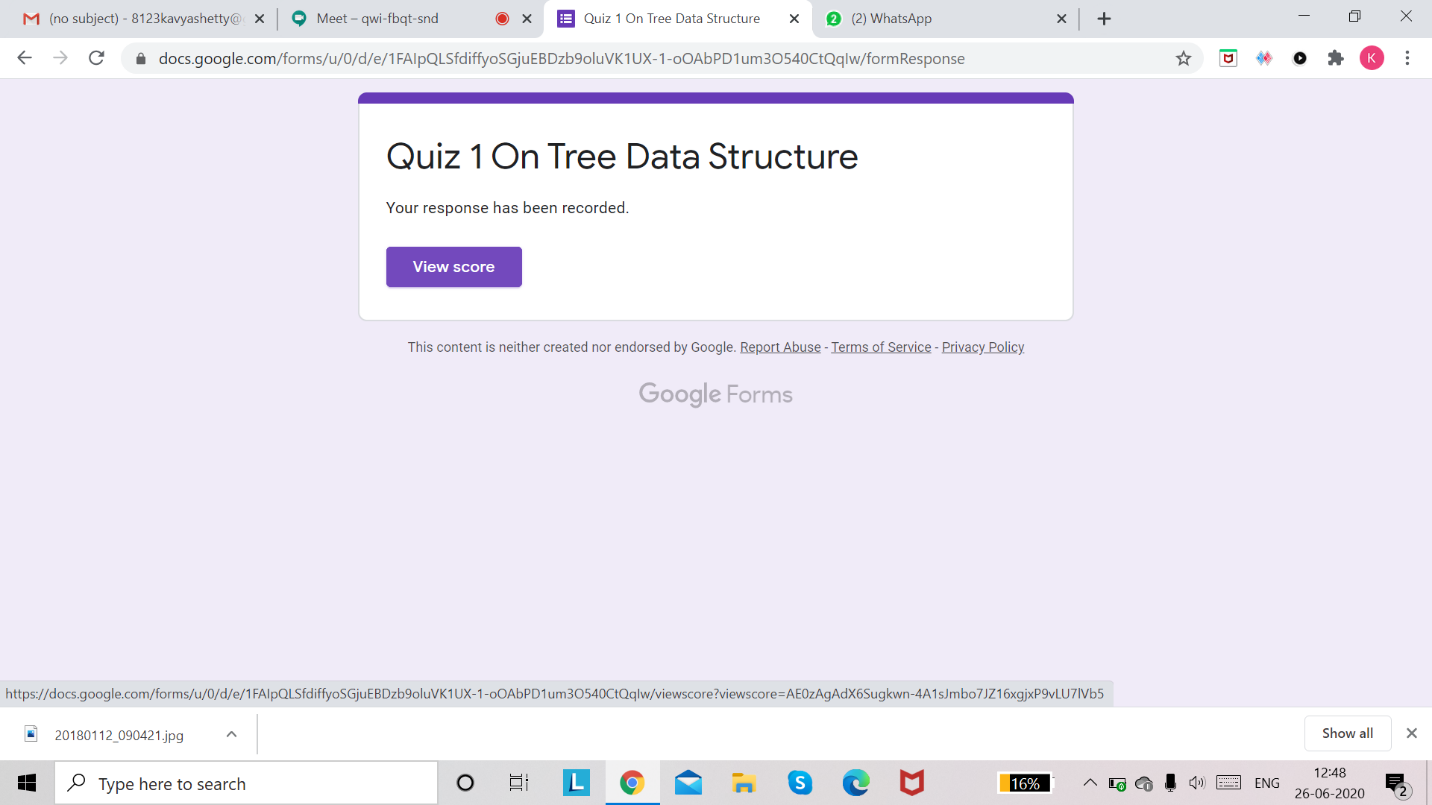 (no subject) - 8123kavyashetty@
Meet – qwi-fbqt-snd
Quiz 1 On Tree Data Structure
2 (2) WhatsApp
docs.google.com/forms/u/0/d/e/1FAIpQLSfdiffyoSGjuEBDzb9oluVK1UX-1-oOAbPD1um3O540CtQqIw/formResponse
K
Quiz 1 On Tree Data Structure
Your response has been recorded.
View score
This content is neither created nor endorsed by Google. Report Abuse - Terms of Service - Privacy Policy
Google Forms
https://docs.google.com/forms/u/0/d/e/1FAIpQLSfdiffyoSGjuEBDzb9oluVK1UX-1-oOAbPD1um3O540CtQqIw/viewscore?viewscore=AE0zAgAdX6Sugkwn-4A1sJmbo7JZ16xgjxP9vLU7lVb5
20180112_090421.jpg
Show all
Type here to search
L
S
16%
ENG
12:48
26-06-2020
2